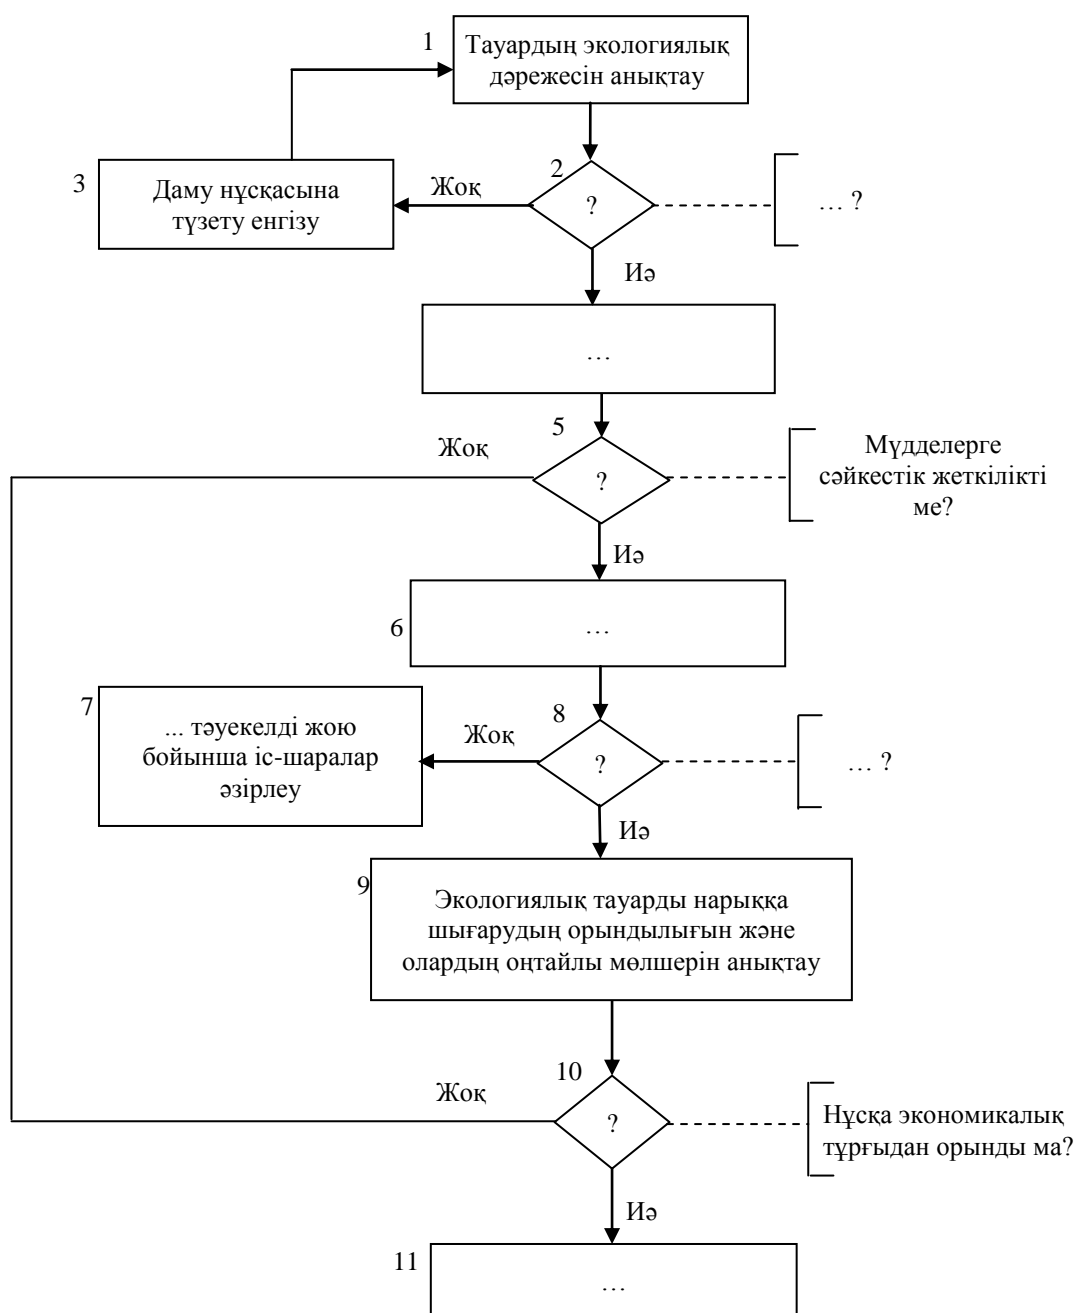 1
Тауардың экологиялық
дәрежесін анықтау
2
?
… ?
Жоқ
3
Даму нұсқасына
түзету енгізу
Иә
…
5
?
Жоқ
Мүдделерге
сәйкестік жеткілікті
ме?
Иә
6
…
7
... тәуекелді жою
бойынша іс-шаралар
әзірлеу
Жоқ
8
?
… ?
Иә
9
Экологиялық тауарды нарыққа
шығарудың орындылығын және
олардың оңтайлы мөлшерін анықтау
10
Жоқ
?
Нұсқа экономикалық
тұрғыдан орынды ма?
Иә
11
…